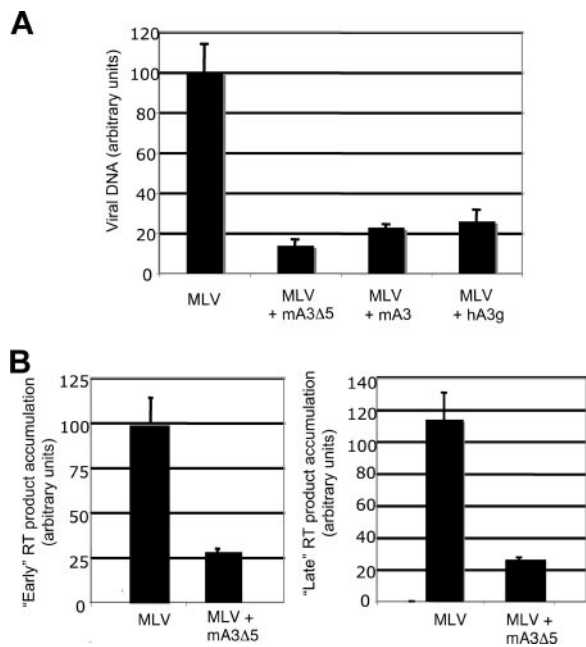 A
Viral DNA (arbitrary units)
120
100
80
60
40
20
0
MLV
MLV
+ mA3Δ5
MLV
+ mA3
MLV
+ hA3g
B
"Early" RT product accumulation
(arbitrary units)
125
100
75
50
25
0
MLV
MLV +
mA3Δ5
"Late" RT product accumulation
(arbitrary units)
140
120
100
80
60
40
20
0
MLV
MLV +
mA3Δ5